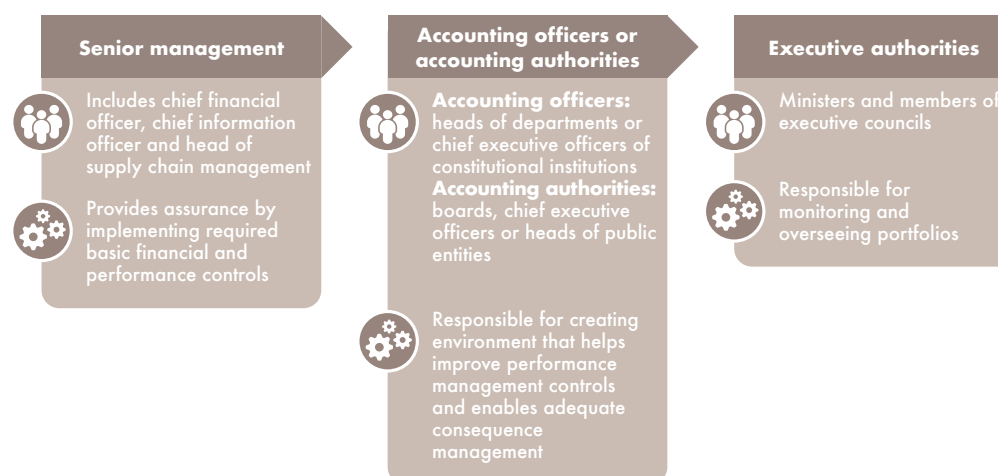 Senior management
Includes chief financial
officer, chief information
officer and head of
supply chain management
Provides assurance by
implementing required
basic financial and
performance controls
Accounting officers or
accounting authorities
Accounting officers:
heads of departments or
chief executive officers of
constitutional institutions
Accounting authorities:
boards, chief executive
officers or heads of public
entities
Responsible for creating
environment that helps
improve performance
management controls
and enables adequate
consequence
management
Executive authorities
Ministers and members of
executive councils
Responsible for
monitoring and
overseeing portfolios